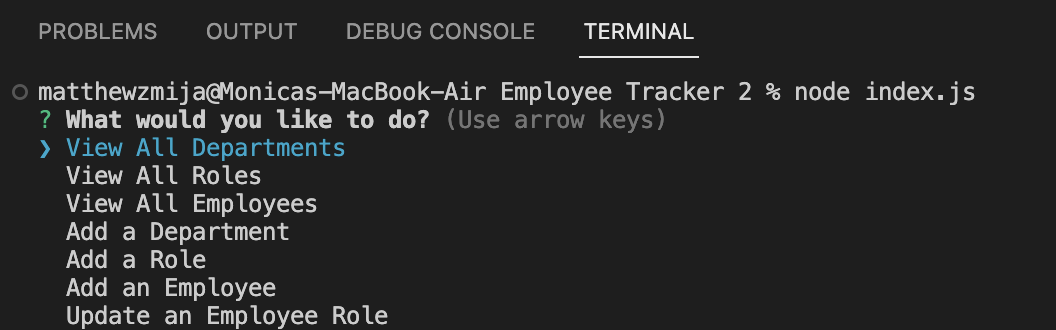 PROBLEMS OUTPUT DEBUG CONSOLE TERMINAL
matthewzmija@Monicas-MacBook-Air Employee Tracker 2 % node index.js
? What would you like to do? (Use arrow keys)
❯ View All Departments
View All Roles
View All Employees
Add a Department
Add a Role
Add an Employee
Update an Employee Role